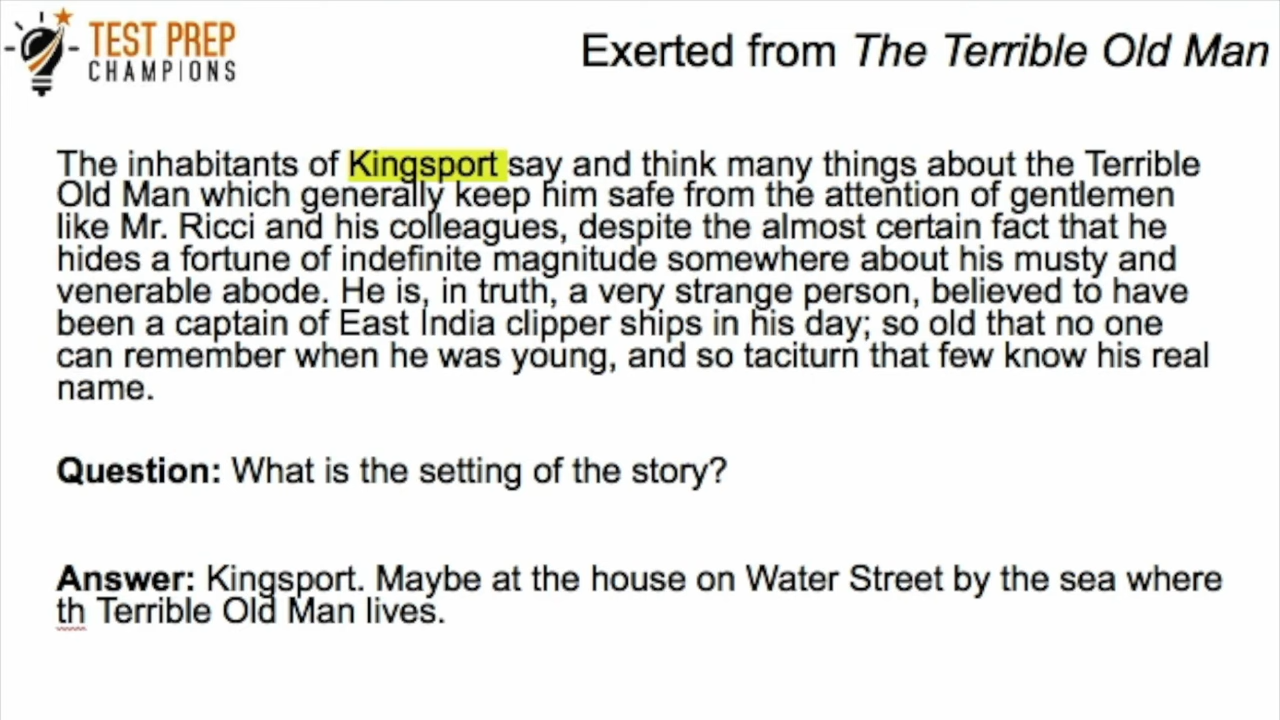 TEST PREP
CHAMPIONS
Exerted from The Terrible Old Man
The inhabitants of Kingsport say and think many things about the Terrible
Old Man which generally keep him safe from the attention of gentlemen
like Mr. Ricci and his colleagues, despite the almost certain fact that he
hides a fortune of indefinite magnitude somewhere about his musty and
venerable abode. He is, in truth, a very strange person, believed to have
been a captain of East India clipper ships in his day; so old that no one
can remember when he was young, and so taciturn that few know his real
name.
Question: What is the setting of the story?
Answer: Kingsport. Maybe at the house on Water Street by the sea where
th Terrible Old Man lives.